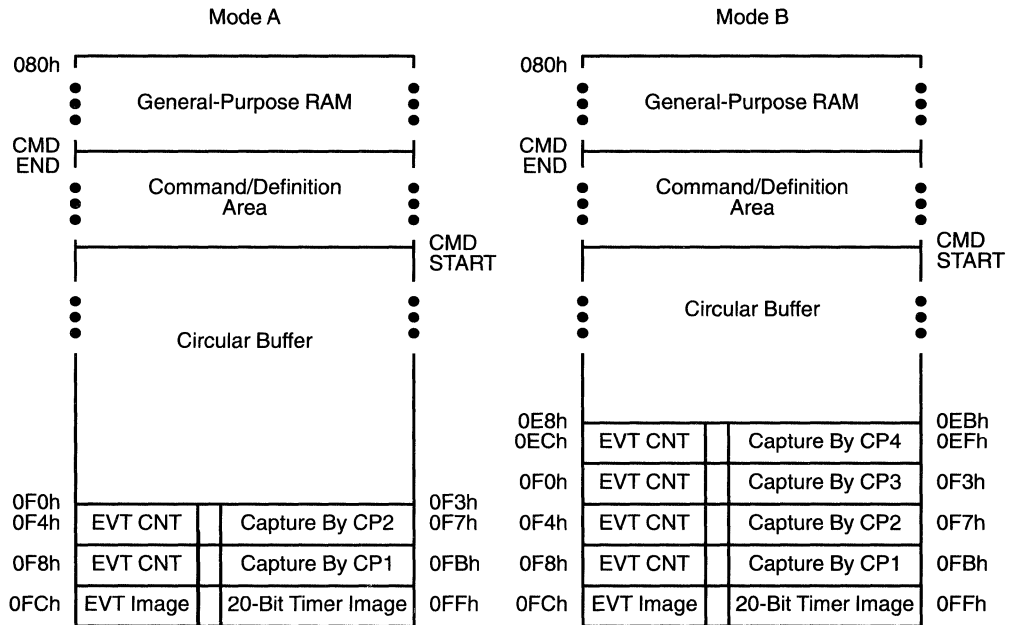 Mode A
080h
General-Purpose RAM
CMD
END
Command/Definition
Area
CMD
START
Circular Buffer
0F0h 0F3h
0F4h EVT CNT Capture By CP2 0F7h
0F8h EVT CNT Capture By CP1 0FBh
0FCh EVT Image 20-Bit Timer Image 0FFh
Mode B
080h
General-Purpose RAM
CMD
END
Command/Definition
Area
CMD
START
Circular Buffer
0E8h 0EBh
0ECh EVT CNT Capture By CP4 0EFh
0F0h EVT CNT Capture By CP3 0F3h
0F4h EVT CNT Capture By CP2 0F7h
0F8h EVT CNT Capture By CP1 0FBh
0FCh EVT Image 20-Bit Timer Image 0FFh